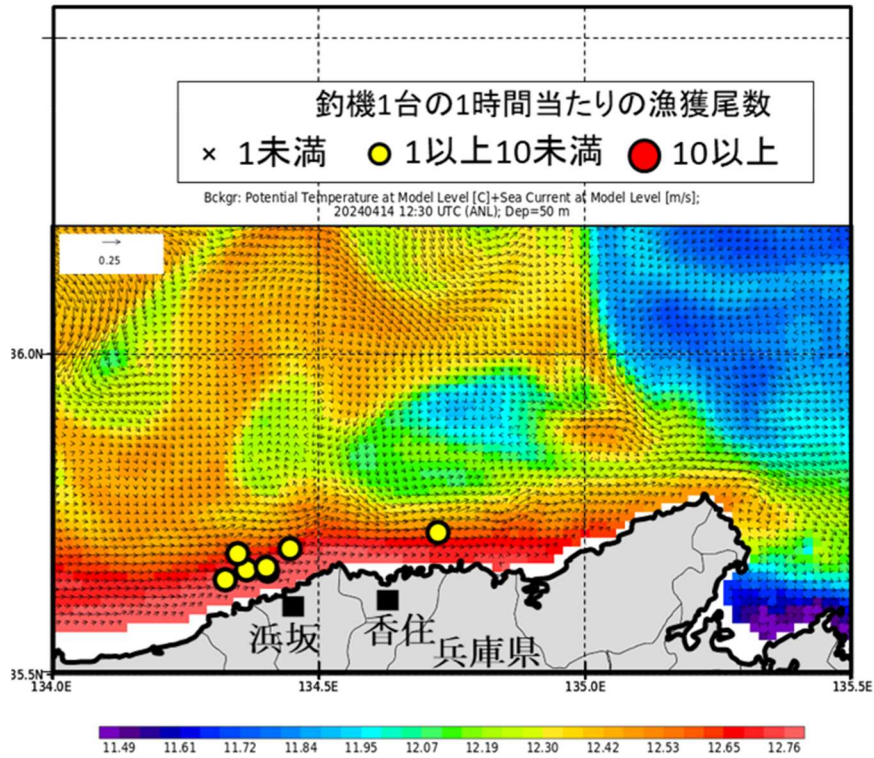 釣機1台の1時間当たりの漁獲尾数
× 1未満 1以上10未満 10以上
Bckgr: Potential Temperature at Model Level [C]+Sea Current at Model Level [m/s];
20240414 12:30 UTC (ANL); Dep=50 m
0.25
36.0N
浜坂 香住
兵庫県
35.5N
134.0E 134.5E 135.0E 135.5E
11.49 11.61 11.72 11.84 11.95 12.07 12.19 12.30 12.42 12.53 12.65 12.76